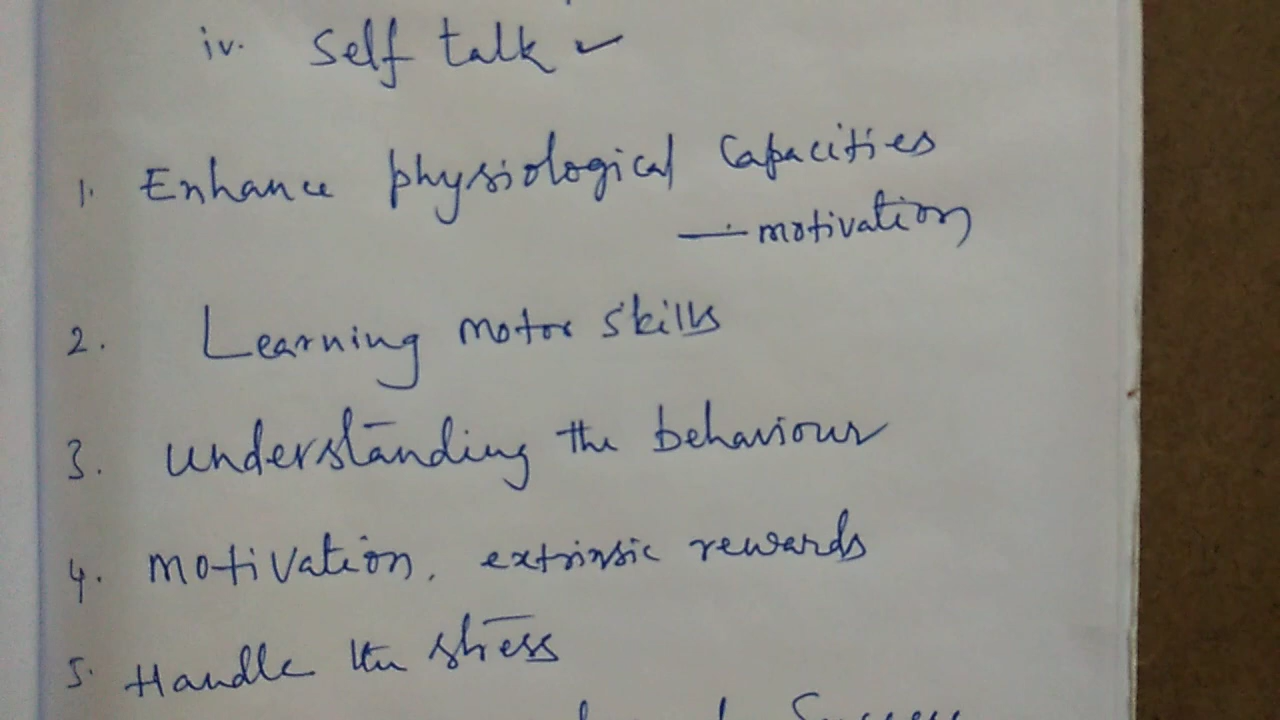 iv. Self talk ✓
1. Enhance physiological Capacities
— motivation
2. Learning motor skills
3. Understanding the behaviour
4. motivation, extrinsic rewards
5. Handle the stress